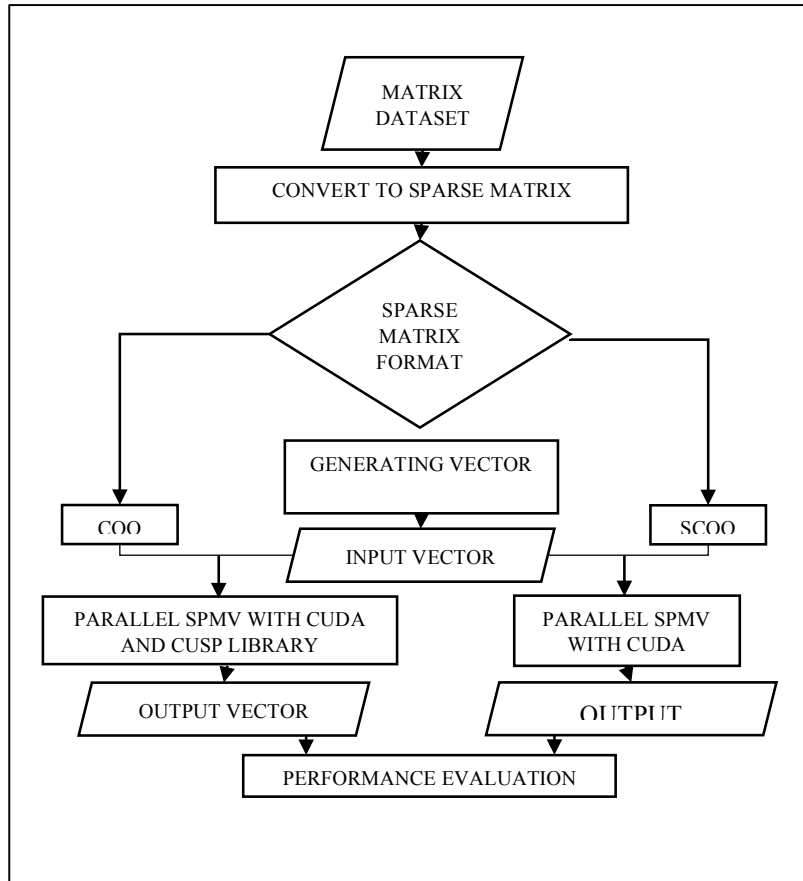 MATRIX
DATASET
CONVERT TO SPARSE MATRIX
SPARSE
MATRIX
FORMAT
GENERATING VECTOR
COO
INPUT VECTOR
SCOO
PARALLEL SPMV WITH CUDA
AND CUSP LIBRARY
PARALLEL SPMV
WITH CUDA
OUTPUT VECTOR
OUTPUT
PERFORMANCE EVALUATION